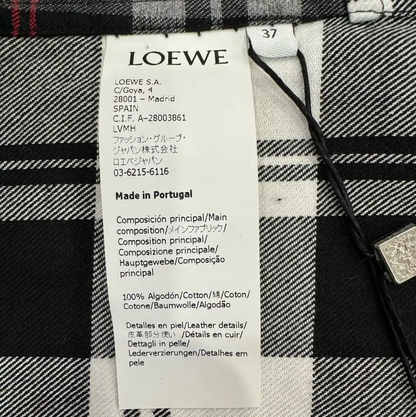 LOEWE
37
LOEWE S.A.
C/Goya, 4
28001 – Madrid
SPAIN
C.I.F. A-28003861
LVMH
ファッション・グループ・
ジャパン株式会社
ロエベジャパン
03-6215-6116
Made in Portugal
Composición principal/Main
composition/メインファブリック/
Composition principal/
Composizione principale/
Hauptgewebe/Composição
principal
100% Algodón/Cotton/綿/Coton/
Cotone/Baumwolle/Algodão
Detalles en piel/Leather details/
皮革部分使い /Détails en cuir/
Dettagli in pelle/
Lederverzierungen/Detalhes em
pele